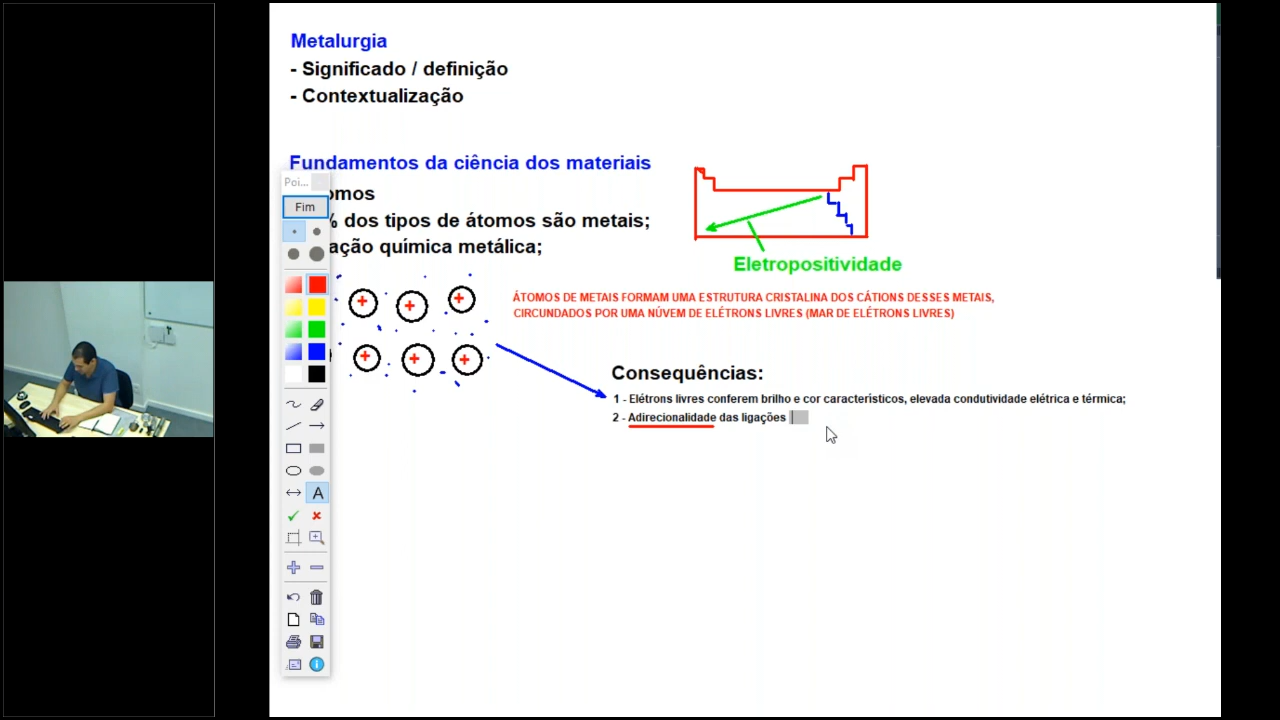 Metalurgia
- Significado / definição
- Contextualização
Fundamentos da ciência dos materiais
Poi...
Fim
omos
% dos tipos de átomos são metais;
ação química metálica;
Eletropositividade
ÁTOMOS DE METAIS FORMAM UMA ESTRUTURA CRISTALINA DOS CÁTIONS DESSES METAIS,
CIRCUNDADOS POR UMA NÚVEM DE ELÉTRONS LIVRES (MAR DE ELÉTRONS LIVRES)
+ + +
+ + +
Consequências:
1 - Elétrons livres conferem brilho e cor característicos, elevada condutividade elétrica e térmica;
2 - Adirecionalidade das ligações
A